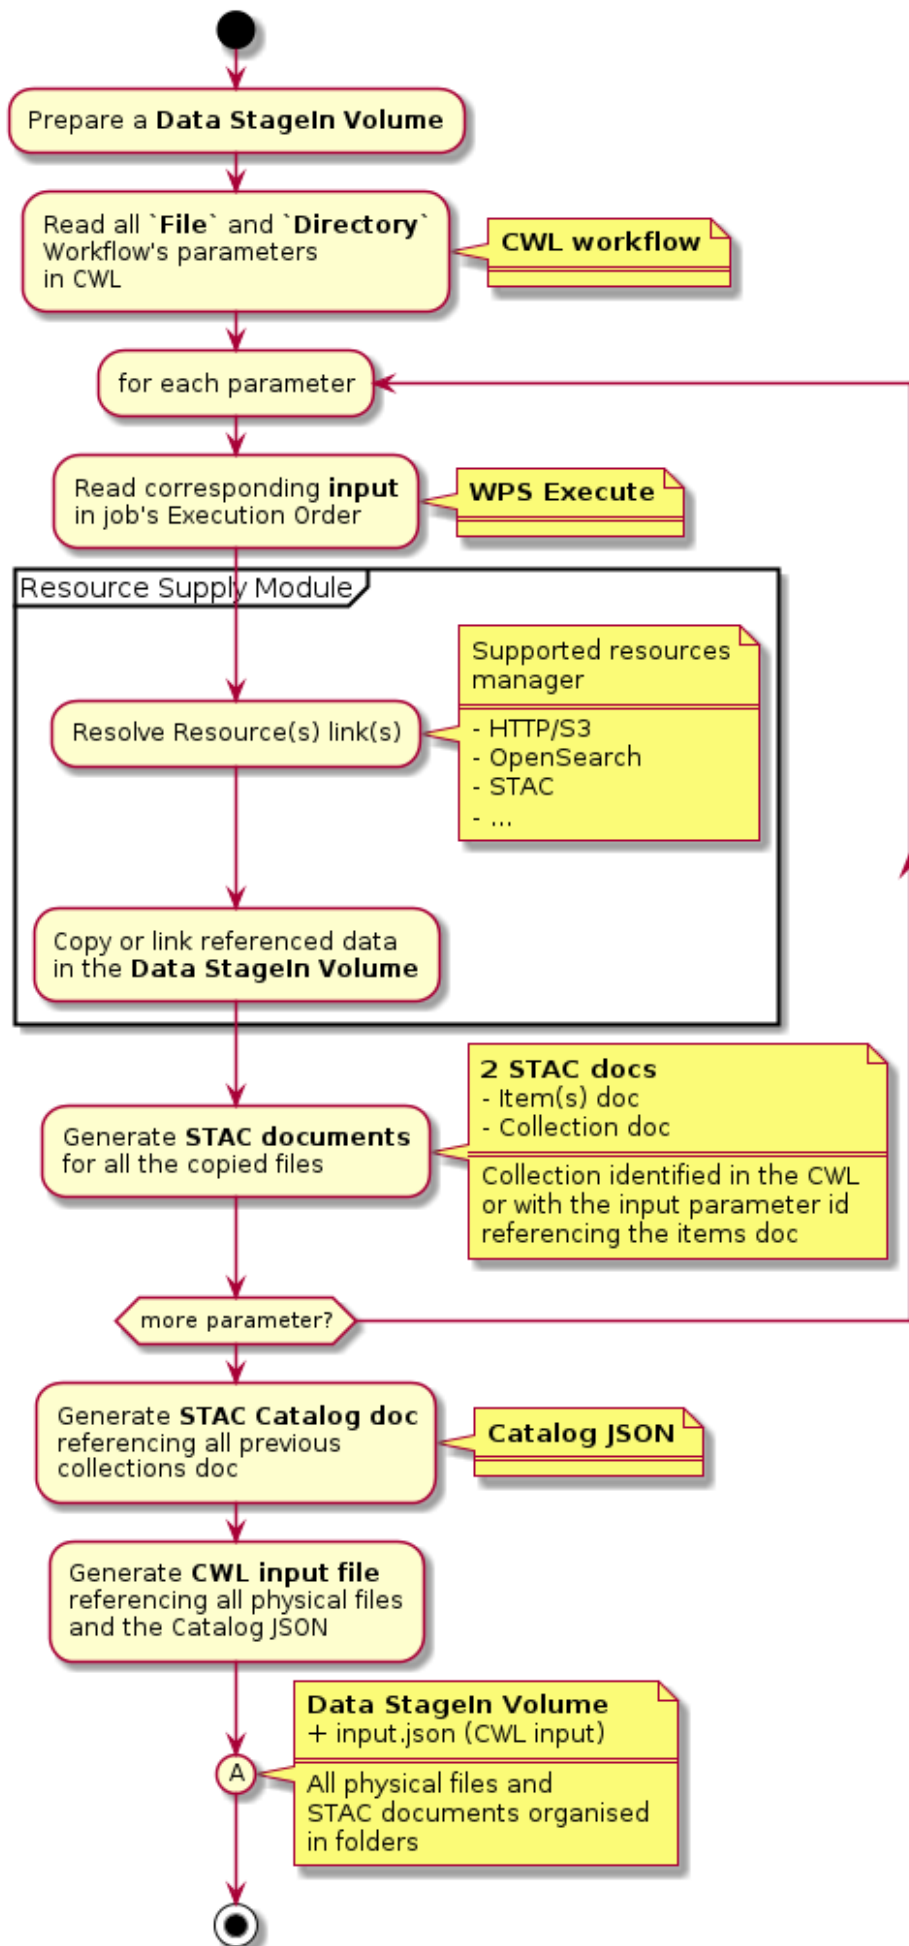 Prepare a Data StageIn Volume
Read all `File` and `Directory`
Workflow's parameters
in CWL
CWL workflow
for each parameter
Read corresponding input
in job's Execution Order
WPS Execute
Resource Supply Module
Supported resources
manager
- HTTP/S3
- OpenSearch
- STAC
- ...
Resolve Resource(s) link(s)
Copy or link referenced data
in the Data StageIn Volume
Generate STAC documents
for all the copied files
2 STAC docs
- Item(s) doc
- Collection doc
Collection identified in the CWL
or with the input parameter id
referencing the items doc
more parameter?
Generate STAC Catalog doc
referencing all previous
collections doc
Catalog JSON
Generate CWL input file
referencing all physical files
and the Catalog JSON
A
Data StageIn Volume
+ input.json (CWL input)
All physical files and
STAC documents organised
in folders